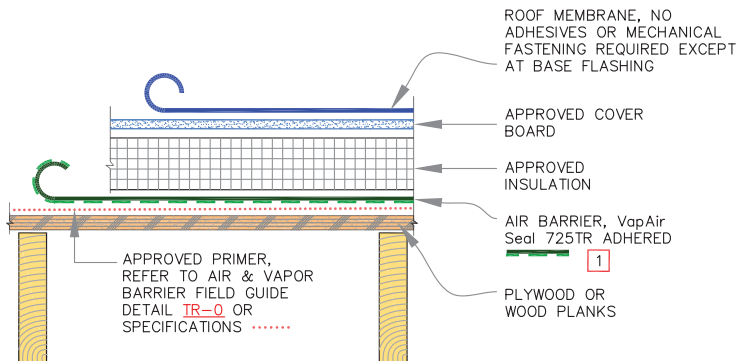 ROOF MEMBRANE, NO
ADHESIVES OR MECHANICAL
FASTENING REQUIRED EXCEPT
AT BASE FLASHING
APPROVED COVER
BOARD
APPROVED
INSULATION
AIR BARRIER, VapAir
Seal 725TR ADHERED
1
PLYWOOD OR
WOOD PLANKS
APPROVED PRIMER,
REFER TO AIR & VAPOR
BARRIER FIELD GUIDE
DETAIL TR-0 OR
SPECIFICATIONS